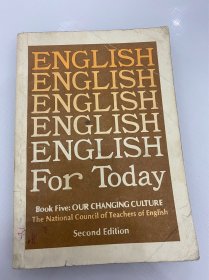 ENGLISH
ENGLISH
ENGLISH
ENGLISH
ENGLISH
For Today
Book Five: OUR CHANGING CULTURE
The National Council of Teachers of English
Second Edition